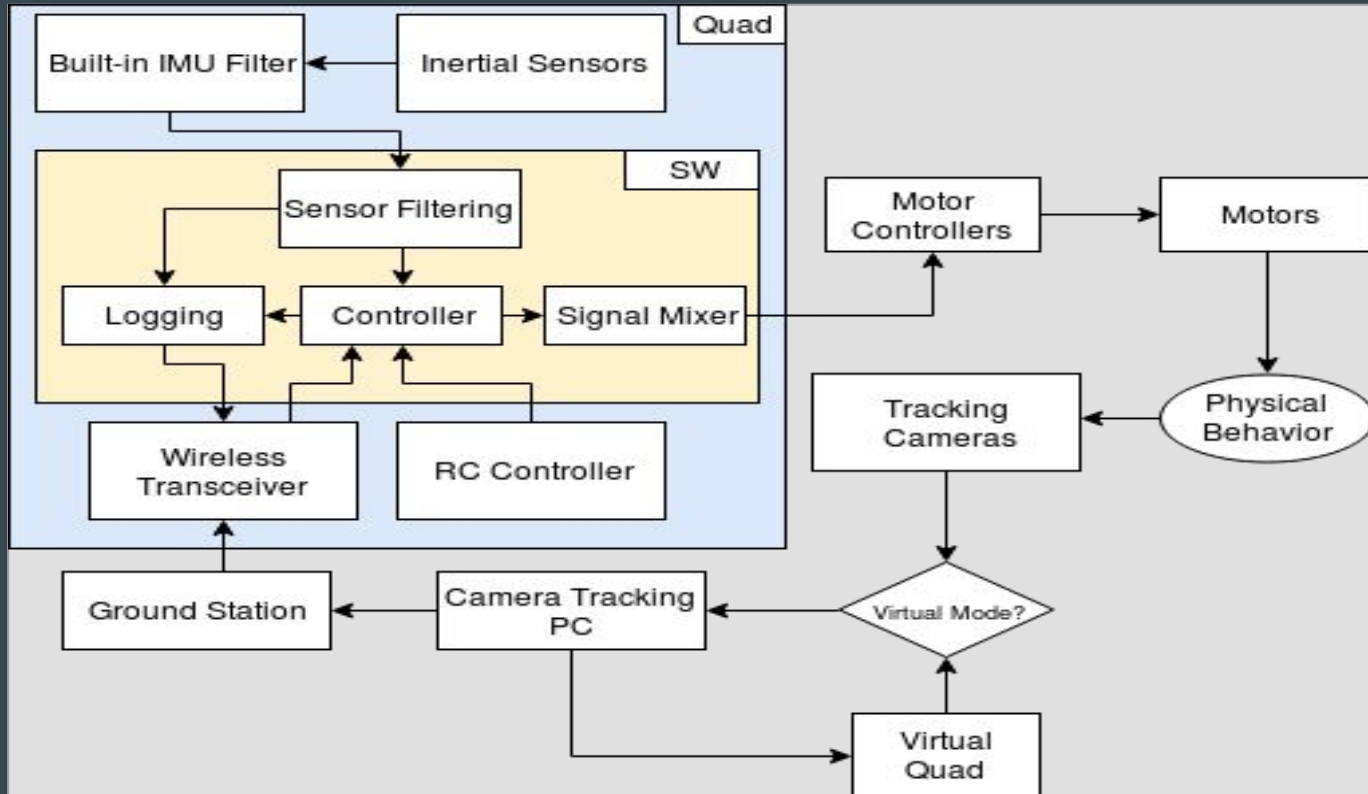 Quad
Built-in IMU Filter
Inertial Sensors
SW
Sensor Filtering
Motor
Controllers
Motors
Logging
Controller
Signal Mixer
Tracking
Cameras
Physical
Behavior
Wireless
Transceiver
RC Controller
Ground Station
Camera Tracking
PC
Virtual Mode?
Virtual
Quad